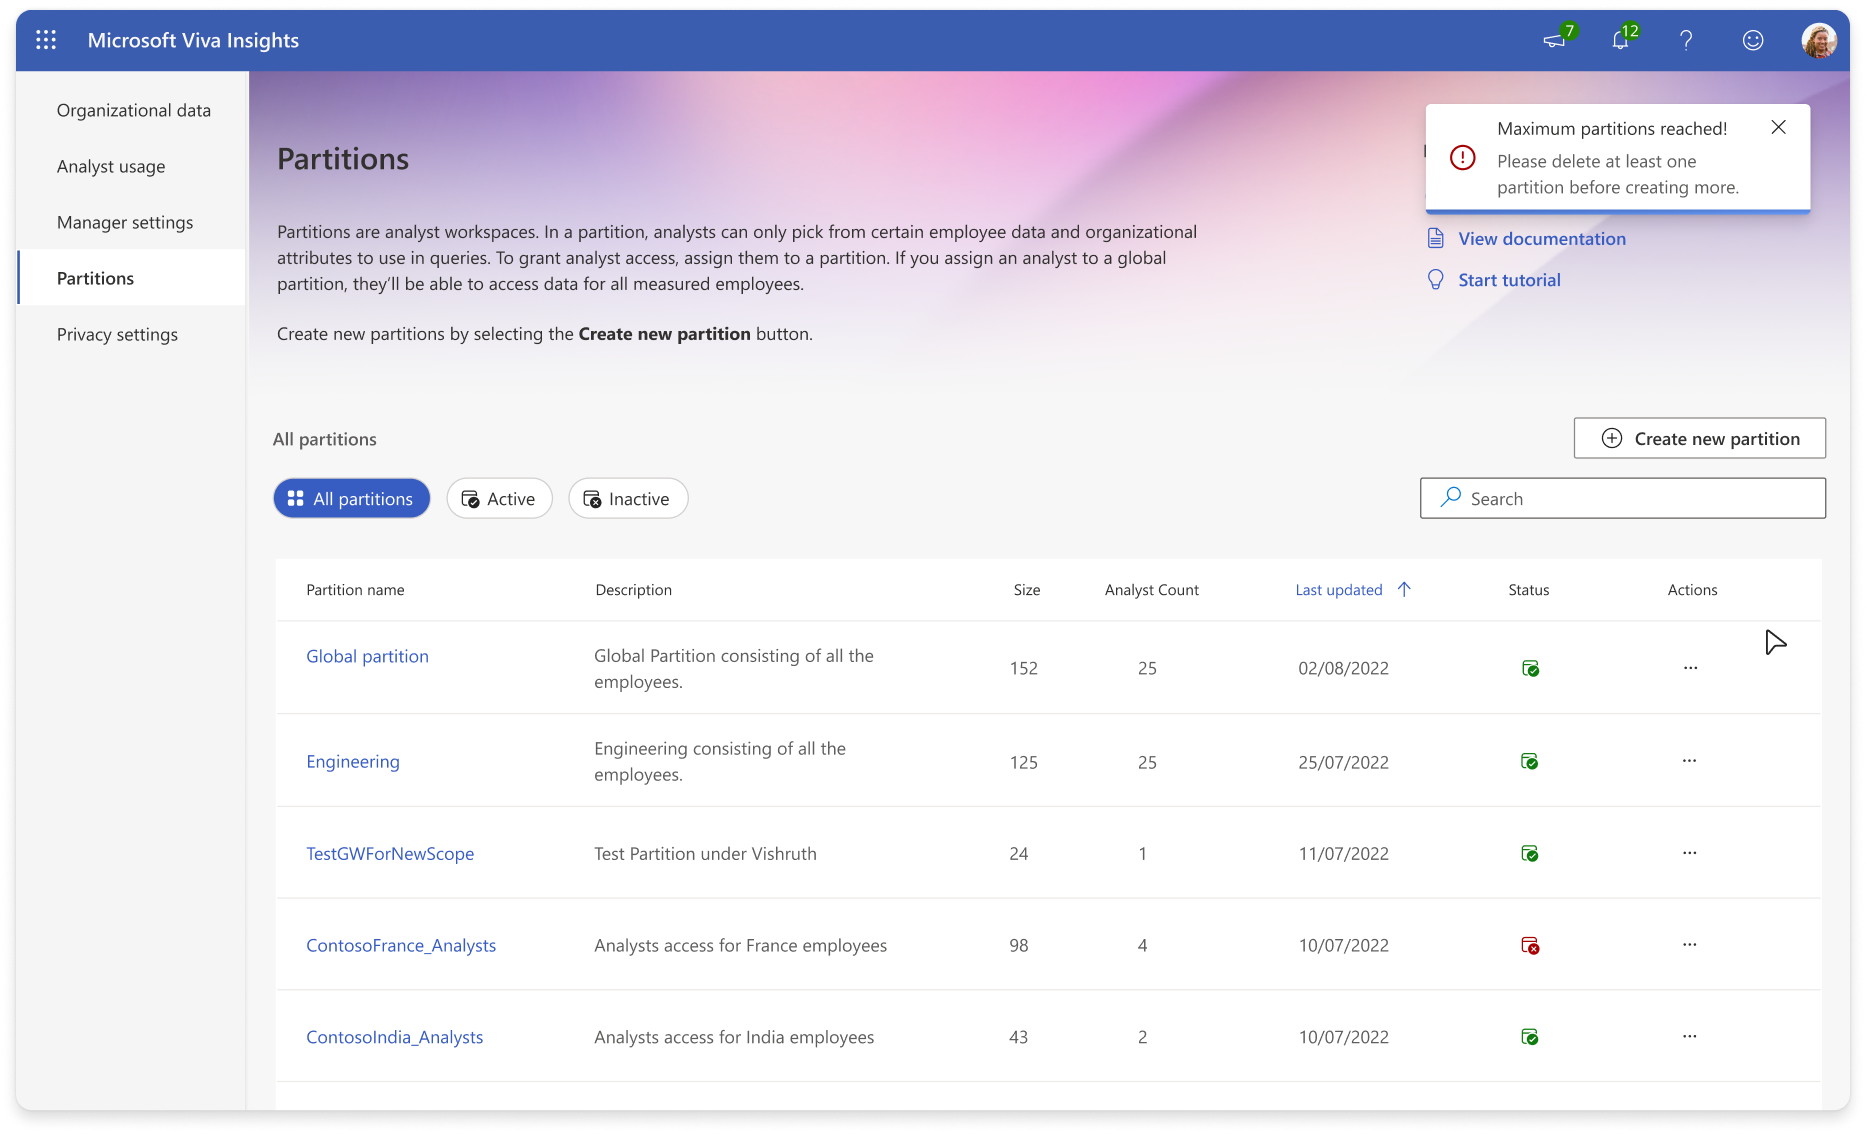 Microsoft Viva Insights
7
12
Organizational data
Analyst usage
Manager settings
Partitions
Privacy settings
Partitions
Maximum partitions reached!
Please delete at least one
partition before creating more.
View documentation
Start tutorial
Partitions are analyst workspaces. In a partition, analysts can only pick from certain employee data and organizational
attributes to use in queries. To grant analyst access, assign them to a partition. If you assign an analyst to a global
partition, they'll be able to access data for all measured employees.
Create new partitions by selecting the Create new partition button.
All partitions
Create new partition
All partitions Active Inactive
Search
Partition name Description Size Analyst Count Last updated Status Actions
Global partition Global Partition consisting of all the
employees. 152 25 02/08/2022
Engineering Engineering consisting of all the
employees. 125 25 25/07/2022
TestGWForNewScope Test Partition under Vishruth 24 1 11/07/2022
ContosoFrance_Analysts Analysts access for France employees 98 4 10/07/2022
ContosoIndia_Analysts Analysts access for India employees 43 2 10/07/2022